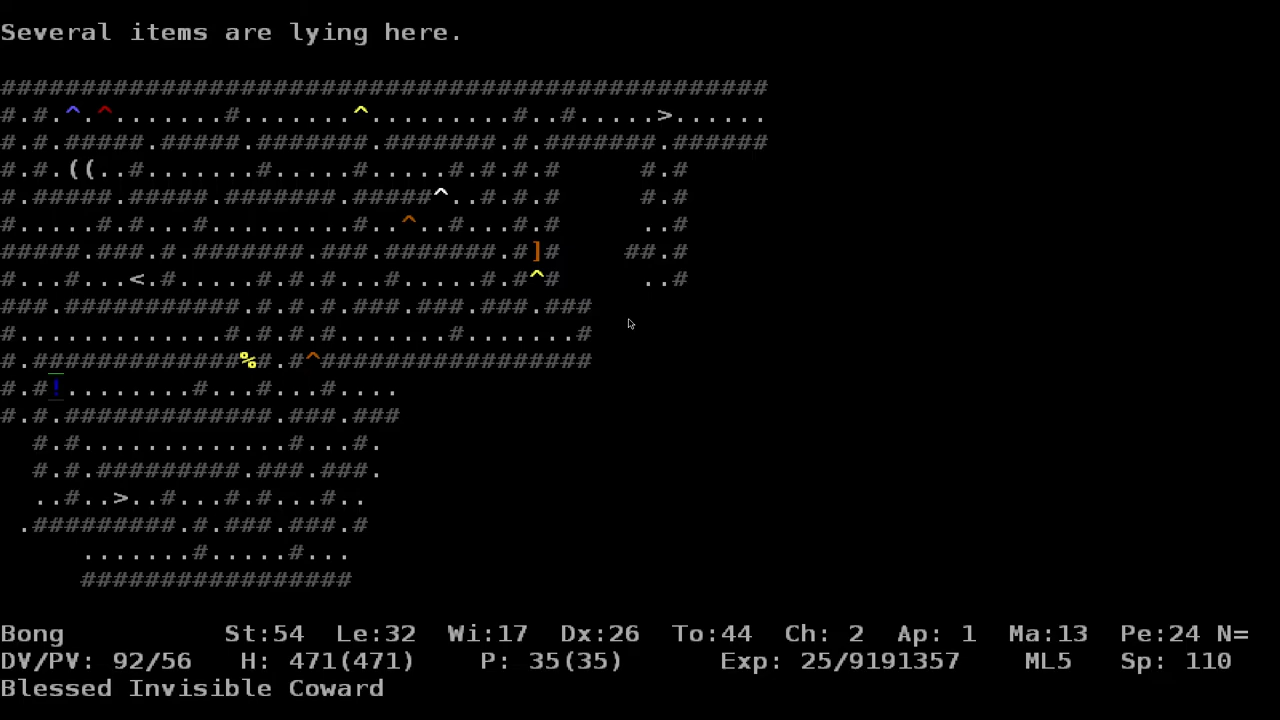 Several items are lying here.
Bong St:54 Le:32 Wi:17 Dx:26 To:44 Ch: 2 Ap: 1 Ma:13 Pe:24 N=
DV/PV: 92/56 H: 471(471) P: 35(35) Exp: 25/9191357 ML5 Sp: 110
Blessed Invisible Coward